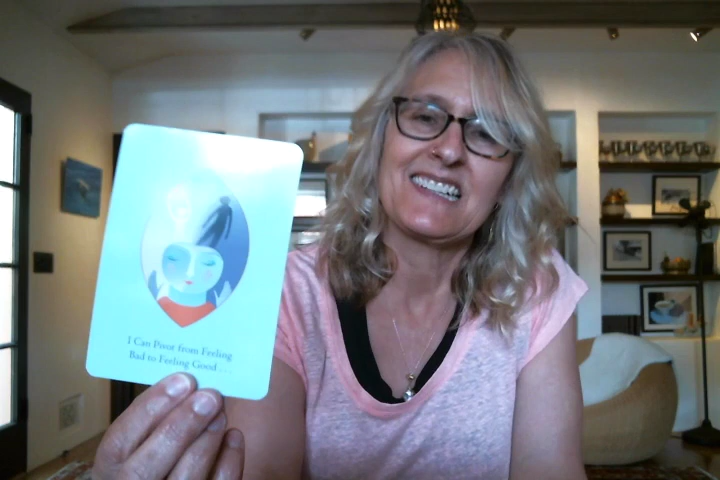 I Can Pivot from Feeling
Bad to Feeling Good . . .